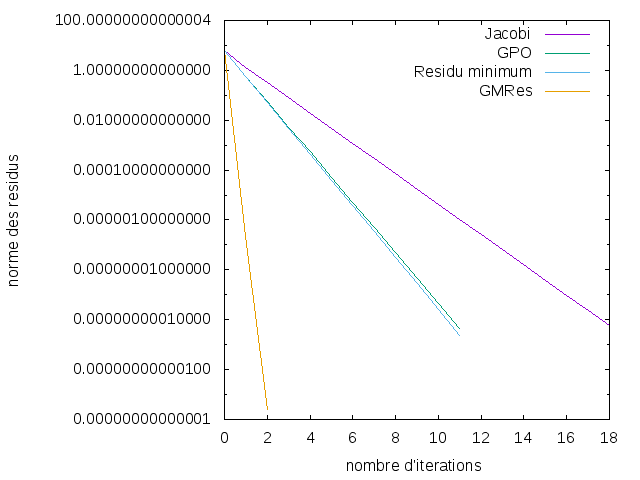 100.00000000000004
1.00000000000000
0.01000000000000
0.00010000000000
0.00000100000000
0.00000001000000
0.00000000010000
0.00000000000100
0.00000000000001
norme des residus
Jacobi
GPO
Residu minimum
GMRes
0 2 4 6 8 10 12 14 16 18
nombre d'iterations